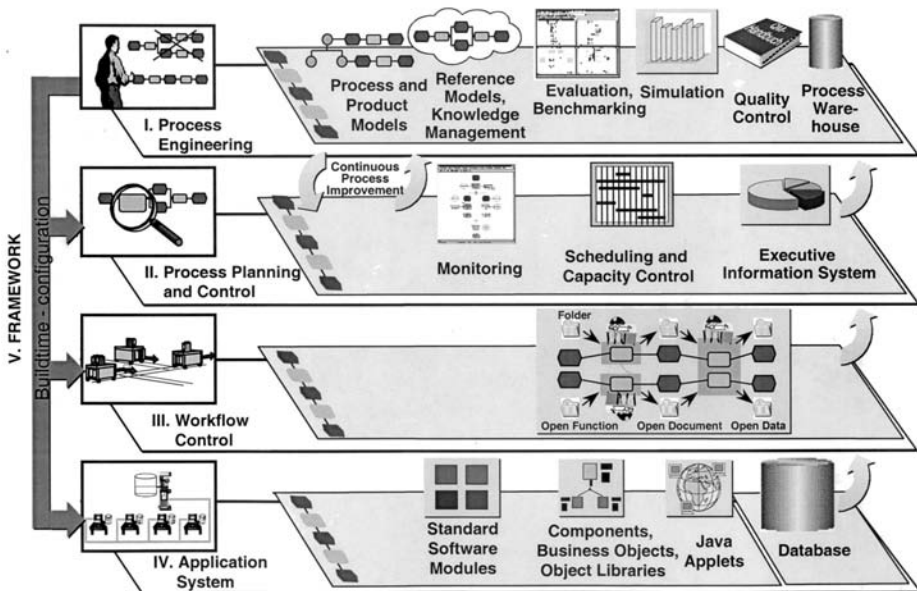 V. FRAMEWORK
Buildtime - configuration
I. Process
Engineering
Process and
Product
Models
Reference
Models,
Knowledge
Management
Evaluation,
Benchmarking
Simulation
QM-
Handbuch
Quality
Control
Process
Ware-
house
Continuous
Process
Improvement
II. Process Planning
and Control
Monitoring
Scheduling and
Capacity Control
Executive
Information System
III. Workflow
Control
Folder
Open Function
Open Document
Open Data
IV. Application
System
Standard
Software
Modules
Components,
Business Objects,
Object Libraries
Java
Applets
Database